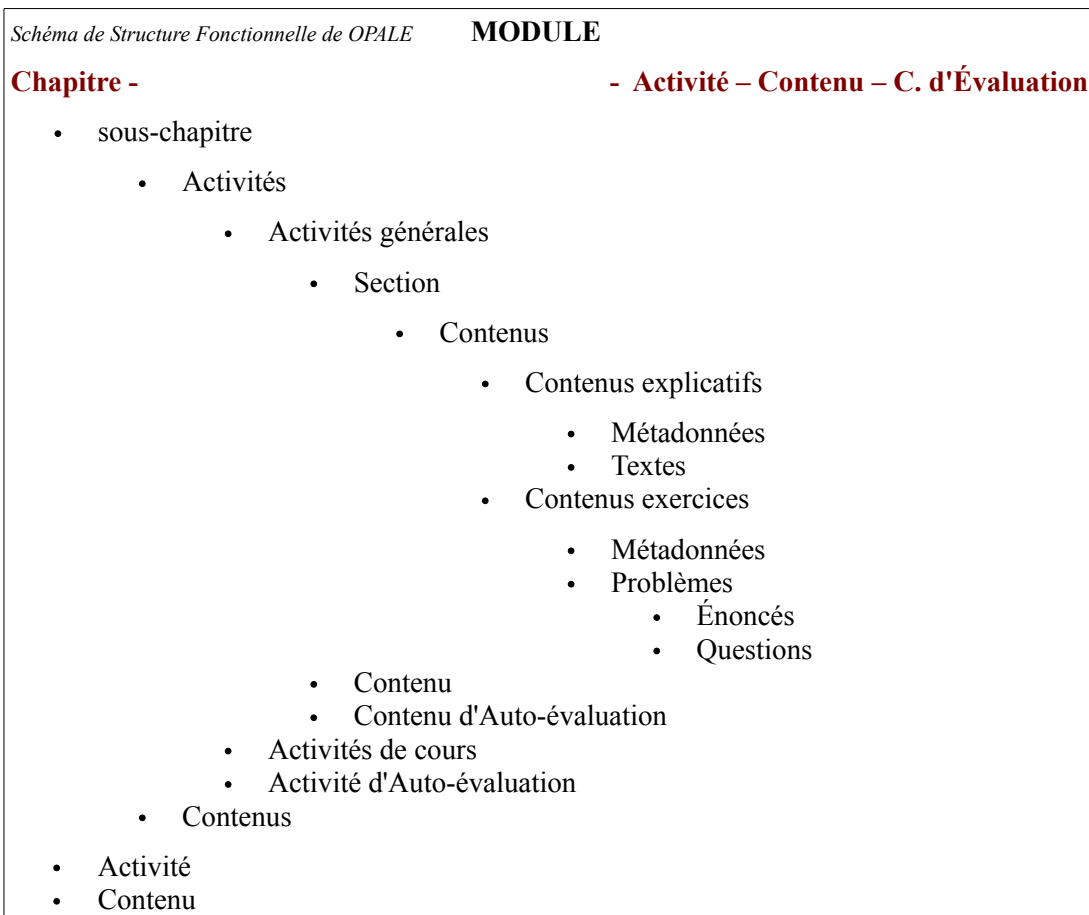 Schéma de Structure Fonctionnelle de OPALE MODULE
Chapitre - - Activité – Contenu – C. d'Évaluation
• sous-chapitre
• Activités
• Activités générales
• Section
• Contenus
• Contenus explicatifs
• Métadonnées
• Textes
• Contenus exercices
• Métadonnées
• Problèmes
• Énoncés
• Questions
• Contenu
• Contenu d'Auto-évaluation
• Activités de cours
• Activité d'Auto-évaluation
• Contenus
• Activité
• Contenu